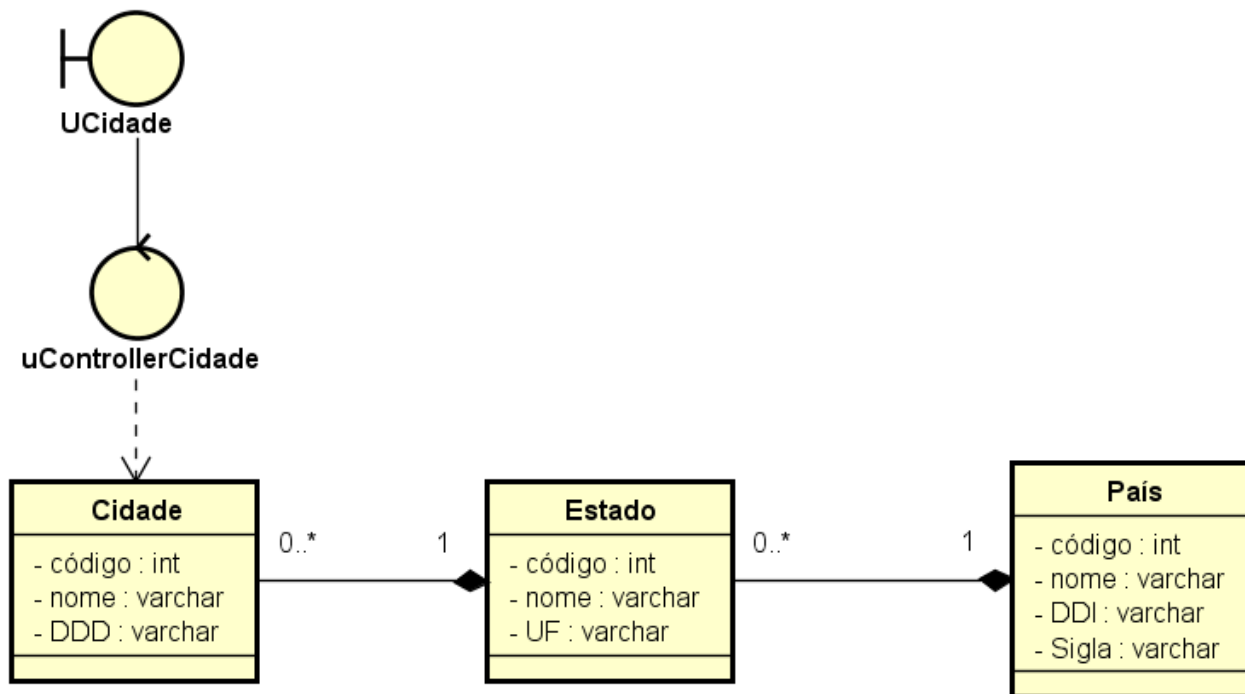 UCidade
uControllerCidade
Cidade
- código : int
- nome : varchar
- DDD : varchar
0..*
1
Estado
- código : int
- nome : varchar
- UF : varchar
0..*
1
País
- código : int
- nome : varchar
- DDI : varchar
- Sigla : varchar